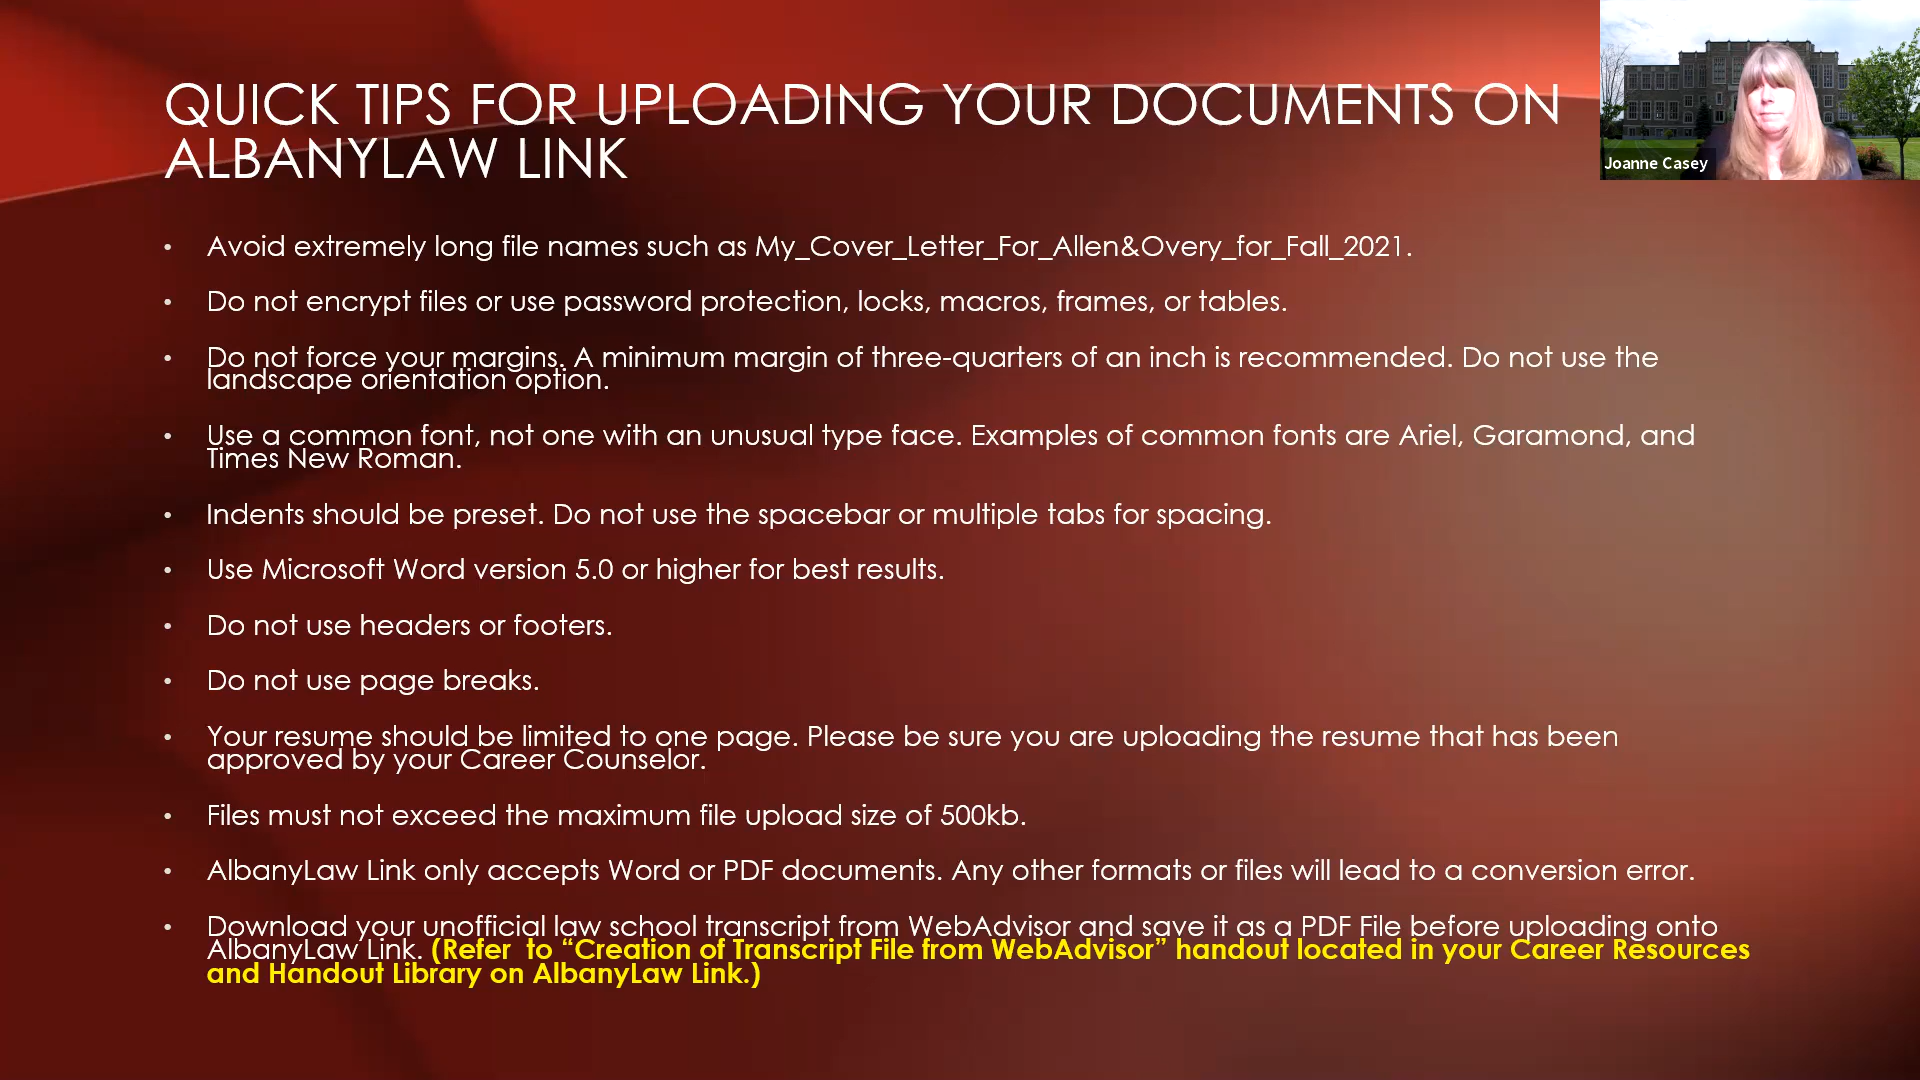 QUICK TIPS FOR UPLOADING YOUR DOCUMENTS ON
ALBANYLAW LINK
Joanne Casey
• Avoid extremely long file names such as My_Cover_Letter_For_Allen&Overy_for_Fall_2021.
• Do not encrypt files or use password protection, locks, macros, frames, or tables.
• Do not force your margins. A minimum margin of three-quarters of an inch is recommended. Do not use the
landscape orientation option.
• Use a common font, not one with an unusual type face. Examples of common fonts are Ariel, Garamond, and
Times New Roman.
• Indents should be preset. Do not use the spacebar or multiple tabs for spacing.
• Use Microsoft Word version 5.0 or higher for best results.
• Do not use headers or footers.
• Do not use page breaks.
• Your resume should be limited to one page. Please be sure you are uploading the resume that has been
approved by your Career Counselor.
• Files must not exceed the maximum file upload size of 500kb.
• AlbanyLaw Link only accepts Word or PDF documents. Any other formats or files will lead to a conversion error.
• Download your unofficial law school transcript from WebAdvisor and save it as a PDF File before uploading onto
AlbanyLaw Link. (Refer  to “Creation of Transcript File from WebAdvisor” handout located in your Career Resources
and Handout Library on AlbanyLaw Link.)